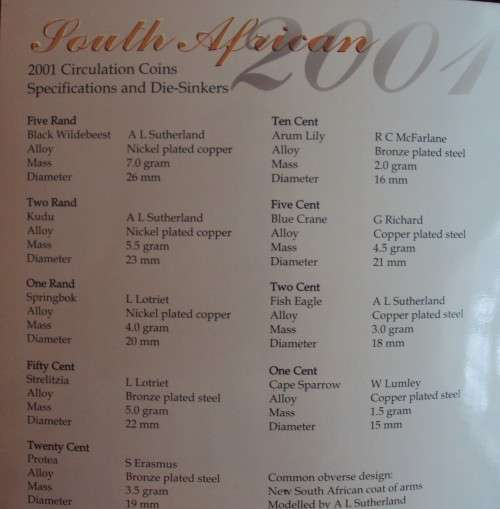 South African 2001
2001 Circulation Coins
Specifications and Die-Sinkers
Five Rand
Black Wildebeest A L Sutherland
Alloy Nickel plated copper
Mass 7.0 gram
Diameter 26 mm
Two Rand
Kudu A L Sutherland
Alloy Nickel plated copper
Mass 5.5 gram
Diameter 23 mm
One Rand
Springbok L Lotriet
Alloy Nickel plated copper
Mass 4.0 gram
Diameter 20 mm
Fifty Cent
Strelitzia L Lotriet
Alloy Bronze plated steel
Mass 5.0 gram
Diameter 22 mm
Twenty Cent
Protea S Erasmus
Alloy Bronze plated steel
Mass 3.5 gram
Diameter 19 mm
Ten Cent
Arum Lily R C McFarlane
Alloy Bronze plated steel
Mass 2.0 gram
Diameter 16 mm
Five Cent
Blue Crane G Richard
Alloy Copper plated steel
Mass 4.5 gram
Diameter 21 mm
Two Cent
Fish Eagle A L Sutherland
Alloy Copper plated steel
Mass 3.0 gram
Diameter 18 mm
One Cent
Cape Sparrow W Lumley
Alloy Copper plated steel
Mass 1.5 gram
Diameter 15 mm
Common obverse design:
New South African coat of arms
Modelled by A L Sutherland